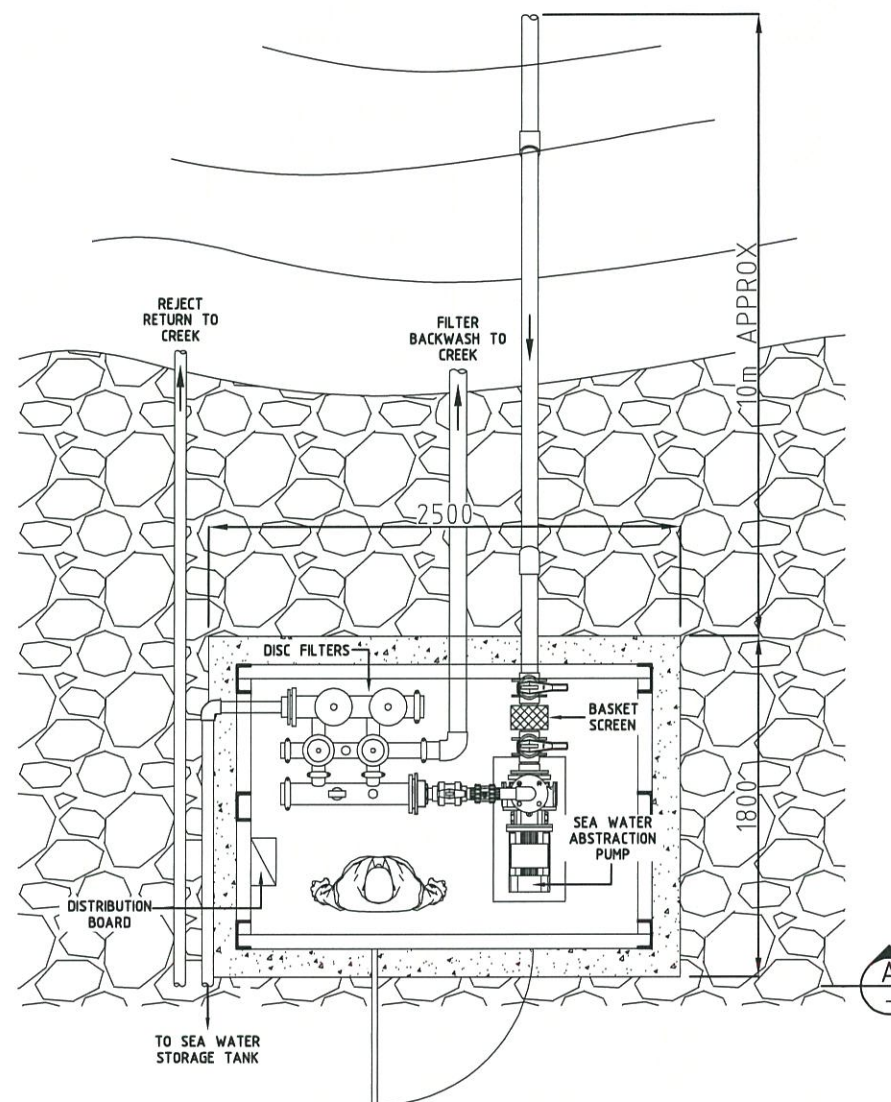 10m APPROX
REJECT
RETURN TO
CREEK
FILTER
BACKWASH TO
CREEK
2500
DISC FILTERS
BASKET
SCREEN
1800
SEA WATER
ABSTRACTION
PUMP
DISTRIBUTION
BOARD
A
-
TO SEA WATER
STORAGE TANK